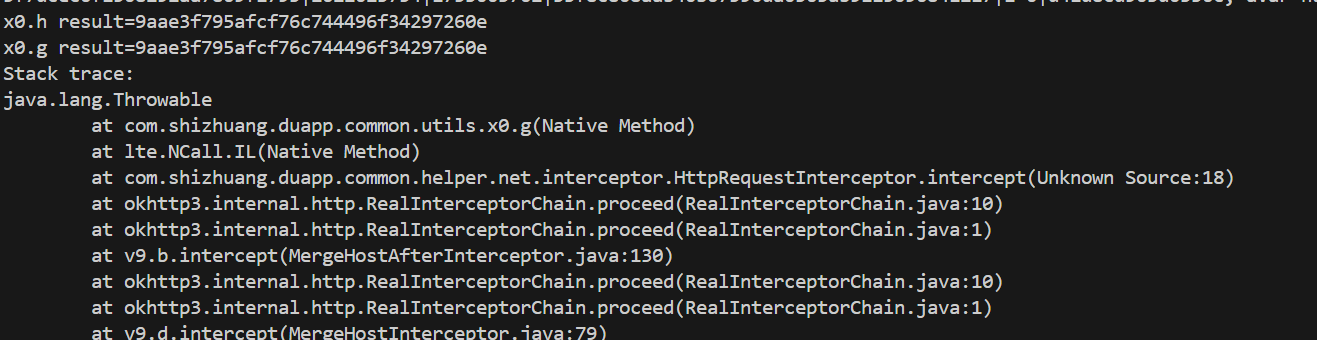 x0.h result=9aae3f795afcf76c744496f34297260e
x0.g result=9aae3f795afcf76c744496f34297260e
Stack trace:
java.lang.Throwable
at com.shizhuang.duapp.common.utils.x0.g(Native Method)
at lte.NCall.IL(Native Method)
at com.shizhuang.duapp.common.helper.net.interceptor.HttpRequestInterceptor.intercept(Unknown Source:18)
at okhttp3.internal.http.RealInterceptorChain.proceed(RealInterceptorChain.java:10)
at okhttp3.internal.http.RealInterceptorChain.proceed(RealInterceptorChain.java:1)
at v9.b.intercept(MergeHostAfterInterceptor.java:130)
at okhttp3.internal.http.RealInterceptorChain.proceed(RealInterceptorChain.java:10)
at okhttp3.internal.http.RealInterceptorChain.proceed(RealInterceptorChain.java:1)
at v9.d.intercept(MergeHostInterceptor.java:79)